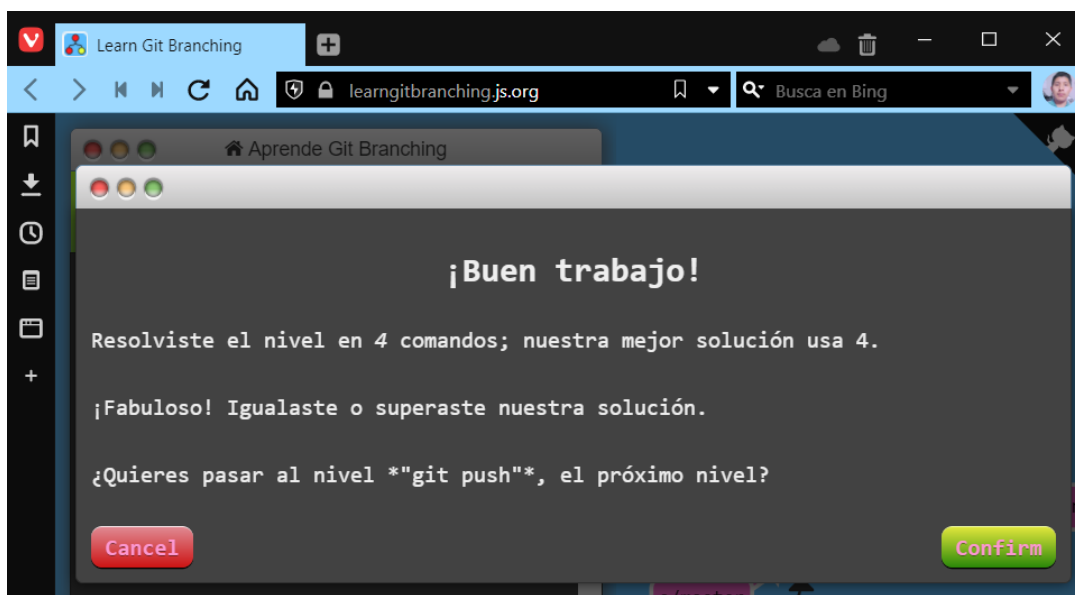 Learn Git Branching
learngitbranching.js.org
Busca en Bing
Aprende Git Branching
¡Buen trabajo!
Resolviste el nivel en 4 comandos; nuestra mejor solución usa 4.
¡Fabuloso! Igualaste o superaste nuestra solución.
¿Quieres pasar al nivel *"git push"*, el próximo nivel?
Cancel
Confirm